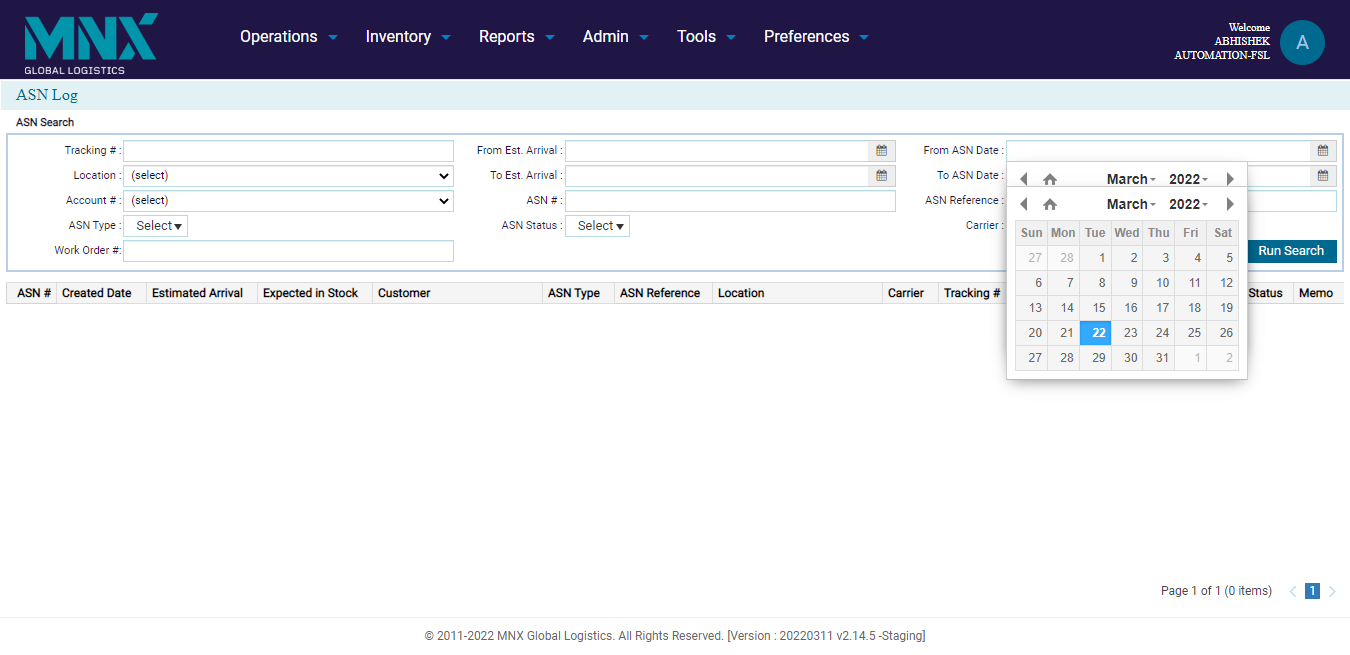 MNX
GLOBAL LOGISTICS
Operations Inventory Reports Admin Tools Preferences
Welcome
ABHISHEK
AUTOMATION-FSL
A
ASN Log
ASN Search
Tracking # : From Est. Arrival : From ASN Date :
Location : (select) To Est. Arrival : To ASN Date :
Account # : (select) ASN # : ASN Reference :
ASN Type : Select ASN Status : Select Carrier :
Work Order #: Run Search
March 2022
March 2022
Sun Mon Tue Wed Thu Fri Sat
27 28 1 2 3 4 5
6 7 8 9 10 11 12
13 14 15 16 17 18 19
20 21 22 23 24 25 26
27 28 29 30 31 1 2
ASN # Created Date Estimated Arrival Expected in Stock Customer ASN Type ASN Reference Location Carrier Tracking # Status Memo
Page 1 of 1 (0 items) 1
© 2011-2022 MNX Global Logistics. All Rights Reserved. [Version : 20220311 v2.14.5 -Staging]